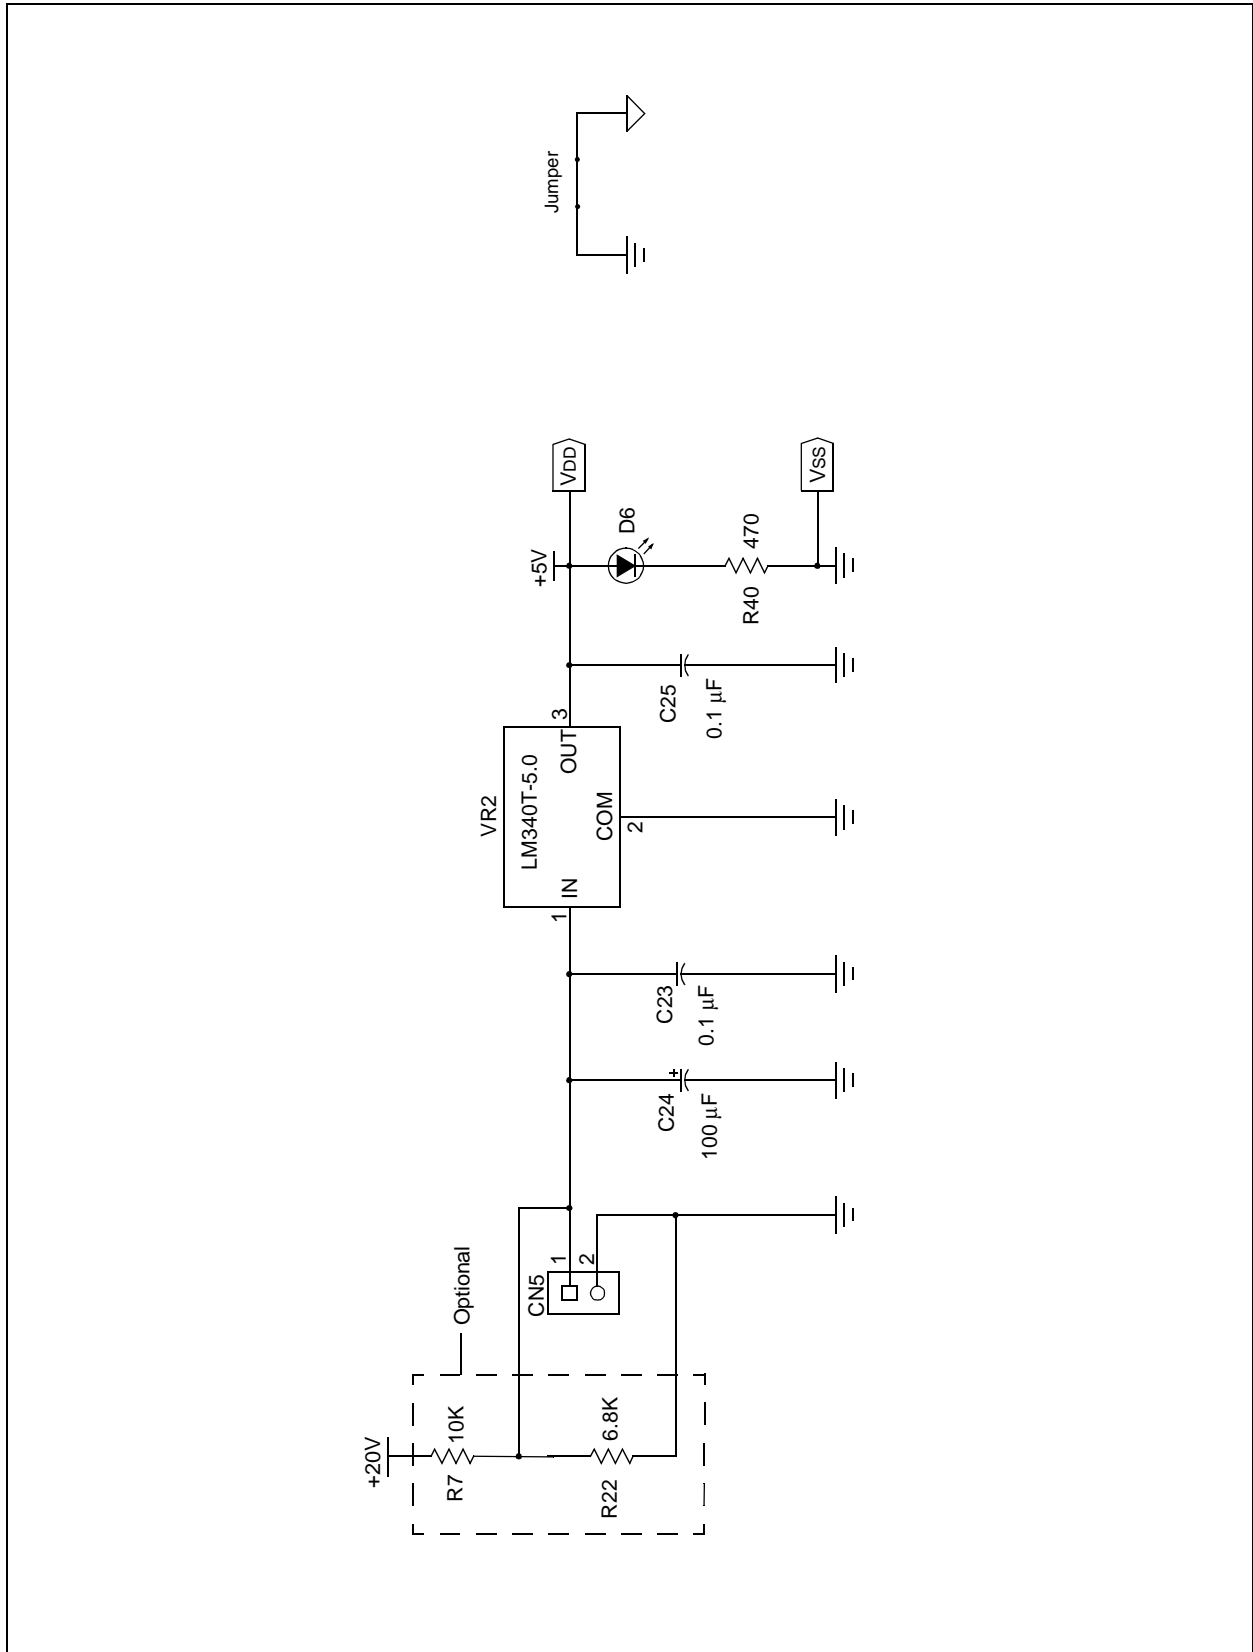 +20V
R7
10K
R22
6.8K
Optional
CN5
1
2
C24
100 µF
C23
0.1 µF
VR2
LM340T-5.0
1
IN
COM
2
OUT
3
C25
0.1 µF
+5V
D6
R40
470
VDD
VSS
Jumper